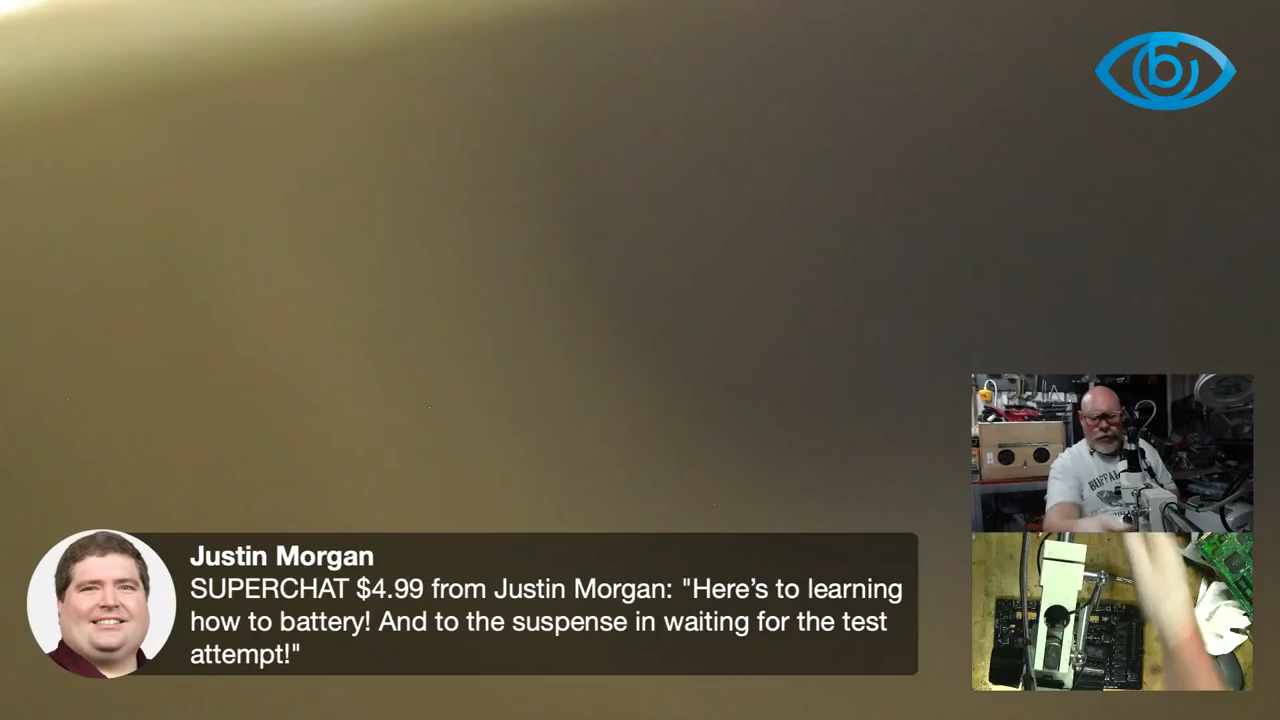 Justin Morgan
SUPERCHAT $4.99 from Justin Morgan: "Here’s to learning
how to battery! And to the suspense in waiting for the test
attempt!"